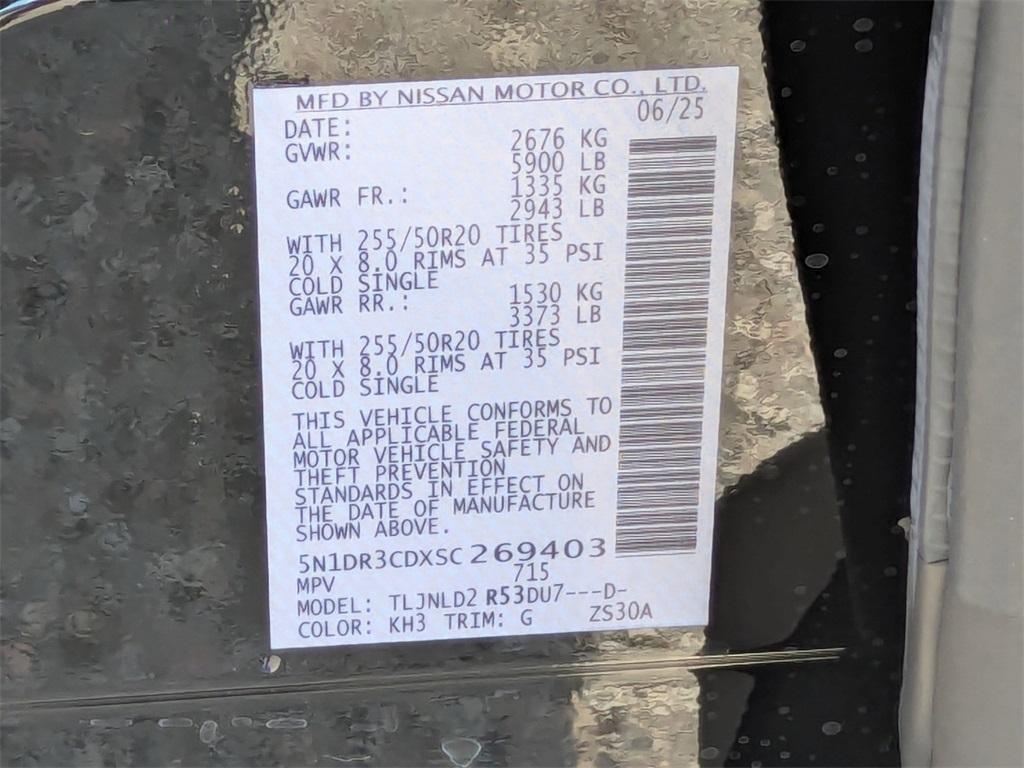 MFD BY NISSAN MOTOR CO., LTD.
DATE: 06/25
GVWR: 2676 KG
5900 LB
GAWR FR.: 1335 KG
2943 LB
WITH 255/50R20 TIRES
20 X 8.0 RIMS AT 35 PSI
COLD SINGLE
GAWR RR.: 1530 KG
3373 LB
WITH 255/50R20 TIRES
20 X 8.0 RIMS AT 35 PSI
COLD SINGLE
THIS VEHICLE CONFORMS TO
ALL APPLICABLE FEDERAL
MOTOR VEHICLE SAFETY AND
THEFT PREVENTION
STANDARDS IN EFFECT ON
THE DATE OF MANUFACTURE
SHOWN ABOVE.
5N1DR3CDXSC 269403
MPV 715
MODEL: TLJNLD2 R53DU7---D-
COLOR: KH3 TRIM: G ZS30A